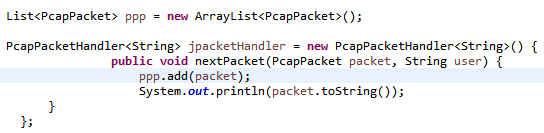 List<PcapPacket> ppp = new ArrayList<PcapPacket>();
PcapPacketHandler<String> jpacketHandler = new PcapPacketHandler<String>() {
public void nextPacket(PcapPacket packet, String user) {
ppp.add(packet);
System.out.println(packet.toString());
}
};